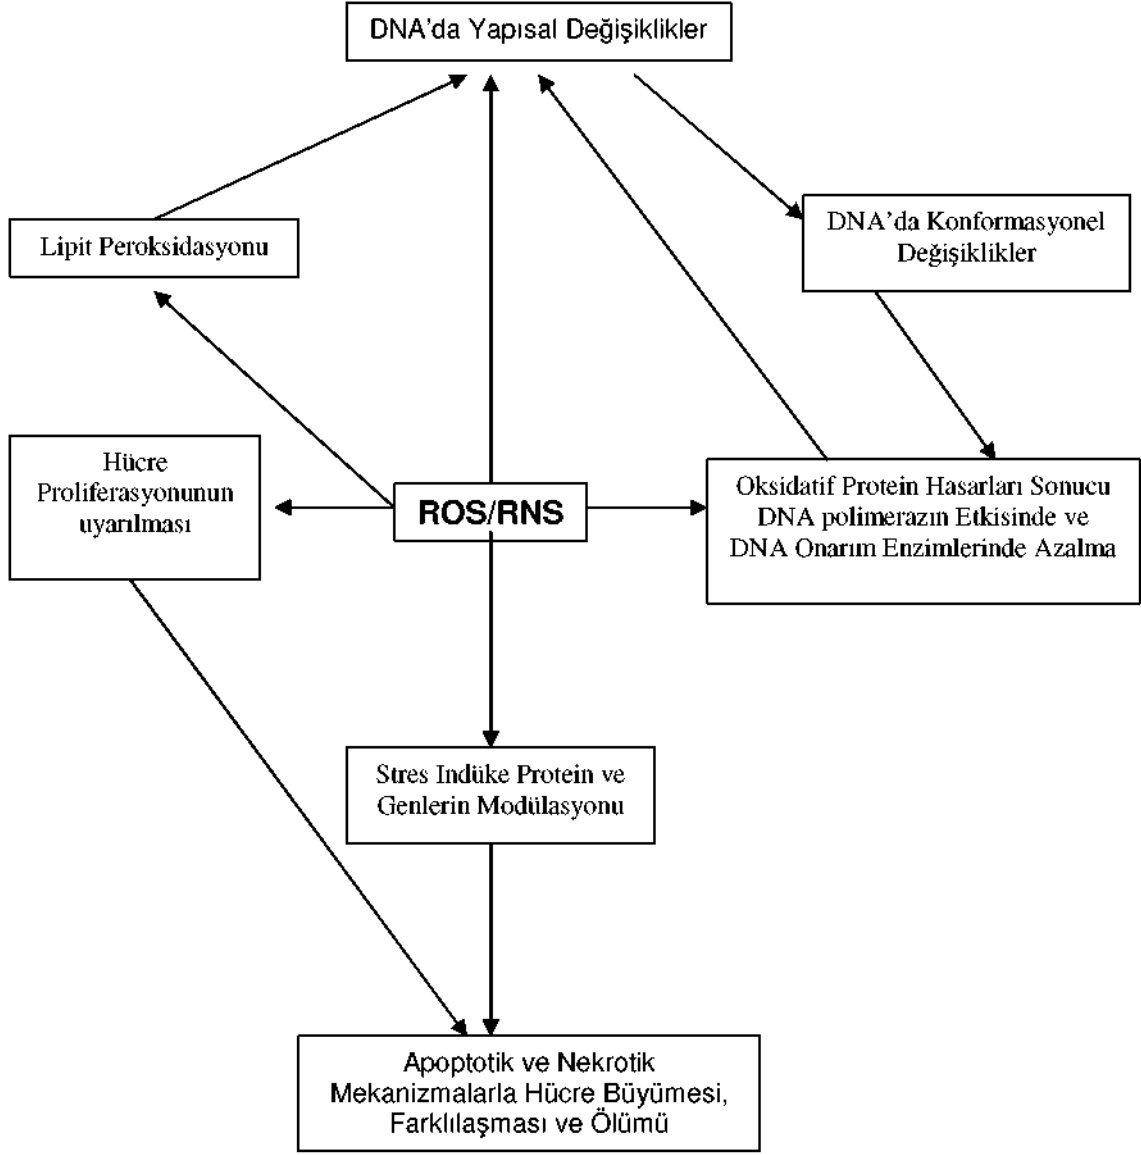 DNA'da Yapısal Değişiklikler
DNA'da Konformasyonel
Değişiklikler
Lipit Peroksidasyonu
Hücre
Proliferasyonunun
uyarılması
ROS/RNS
Oksidatif Protein Hasarları Sonucu
DNA polimerazın Etkisinde ve
DNA Onarım Enzimlerinde Azalma
Stres Indüke Protein ve
Genlerin Modülasyonu
Apoptotik ve Nekrotik
Mekanizmalarla Hücre Büyümesi,
Farklılaşması ve Ölümü